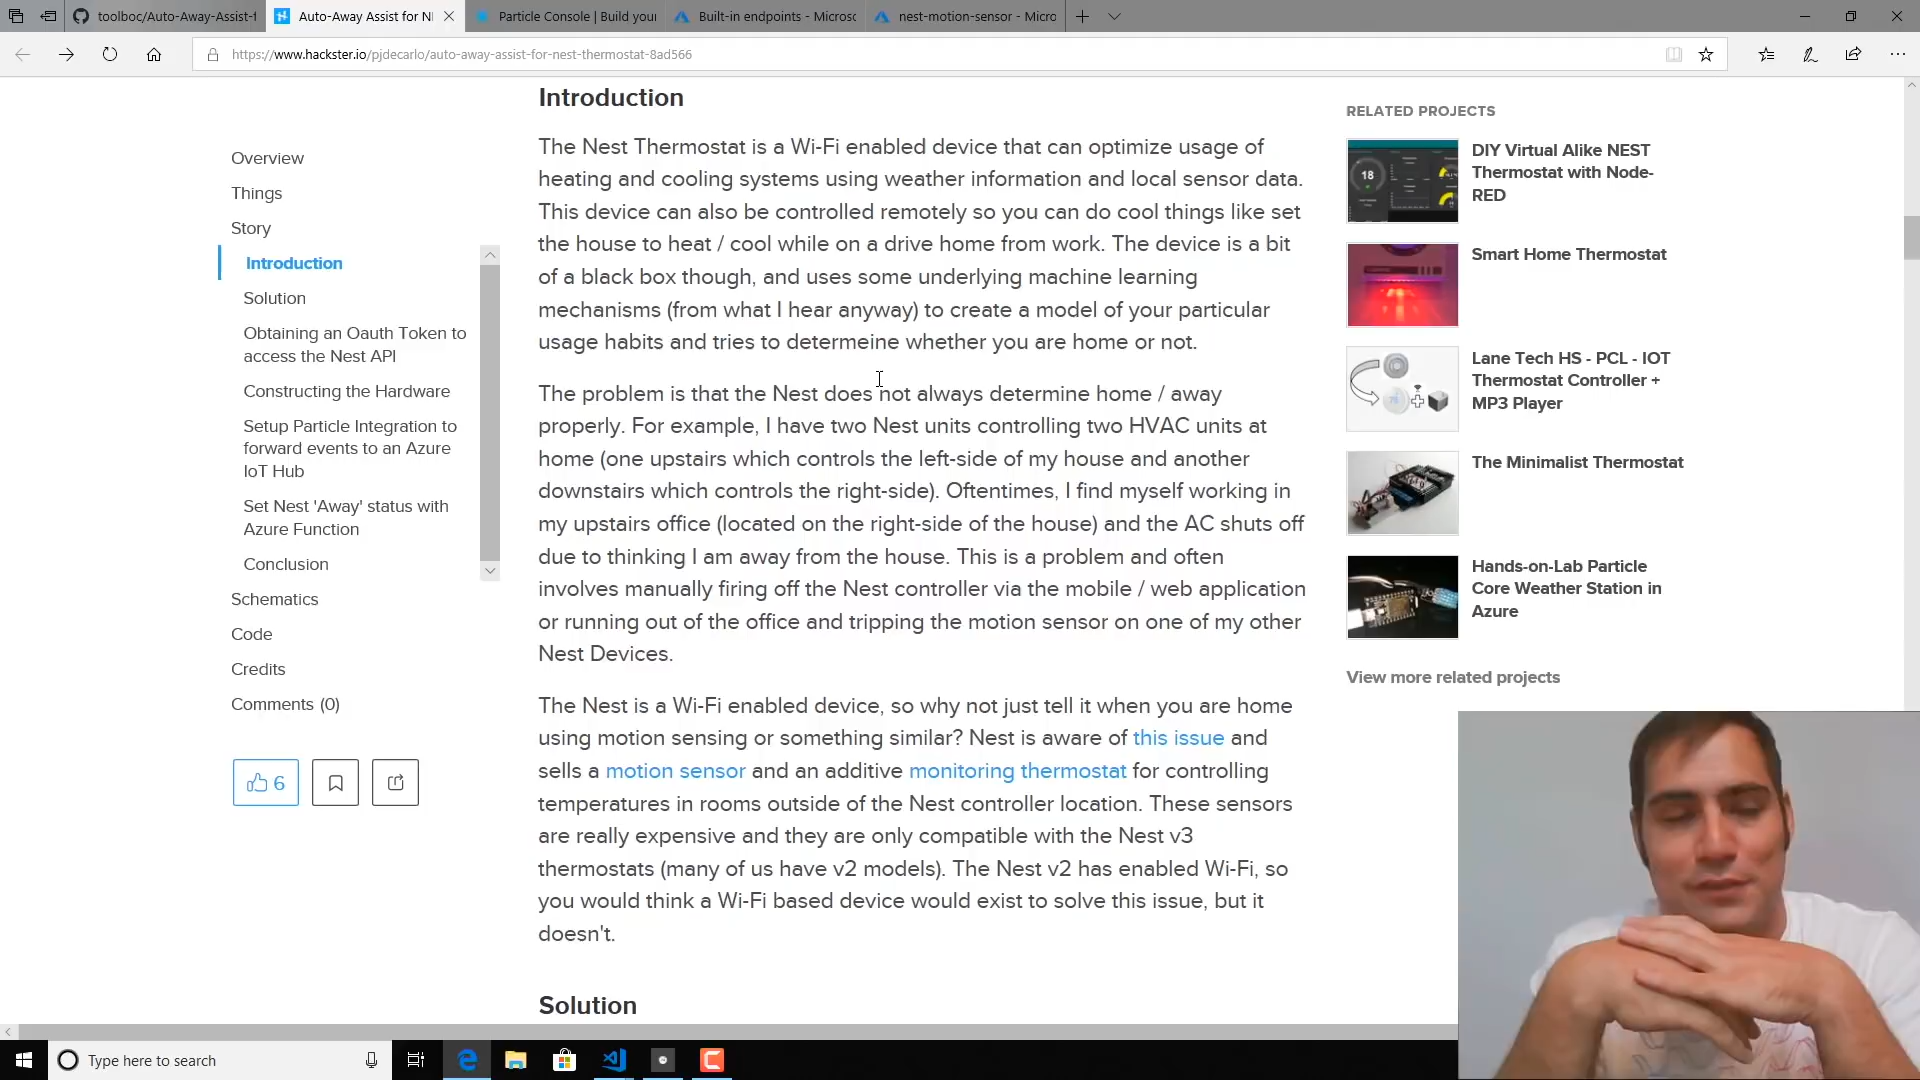 toolboc/Auto-Away-Assist-f
Auto-Away Assist for NE
Particle Console | Build your
Built-in endpoints - Microso
nest-motion-sensor - Micro
https://www.hackster.io/pjdecarlo/auto-away-assist-for-nest-thermostat-8ad566
Overview
Things
Story
Introduction
Solution
Obtaining an Oauth Token to
access the Nest API
Constructing the Hardware
Setup Particle Integration to
forward events to an Azure
IoT Hub
Set Nest 'Away' status with
Azure Function
Conclusion
Schematics
Code
Credits
Comments (0)
6
Introduction
The Nest Thermostat is a Wi-Fi enabled device that can optimize usage of
heating and cooling systems using weather information and local sensor data.
This device can also be controlled remotely so you can do cool things like set
the house to heat / cool while on a drive home from work. The device is a bit
of a black box though, and uses some underlying machine learning
mechanisms (from what I hear anyway) to create a model of your particular
usage habits and tries to determeine whether you are home or not.
The problem is that the Nest does not always determine home / away
properly. For example, I have two Nest units controlling two HVAC units at
home (one upstairs which controls the left-side of my house and another
downstairs which controls the right-side). Oftentimes, I find myself working in
my upstairs office (located on the right-side of the house) and the AC shuts off
due to thinking I am away from the house. This is a problem and often
involves manually firing off the Nest controller via the mobile / web application
or running out of the office and tripping the motion sensor on one of my other
Nest Devices.
The Nest is a Wi-Fi enabled device, so why not just tell it when you are home
using motion sensing or something similar? Nest is aware of this issue and
sells a motion sensor and an additive monitoring thermostat for controlling
temperatures in rooms outside of the Nest controller location. These sensors
are really expensive and they are only compatible with the Nest v3
thermostats (many of us have v2 models). The Nest v2 has enabled Wi-Fi, so
you would think a Wi-Fi based device would exist to solve this issue, but it
doesn't.
Solution
RELATED PROJECTS
18
DIY Virtual Alike NEST
Thermostat with Node-
RED
Smart Home Thermostat
Lane Tech HS - PCL - IOT
Thermostat Controller +
MP3 Player
The Minimalist Thermostat
Hands-on-Lab Particle
Core Weather Station in
Azure
View more related projects
Type here to search